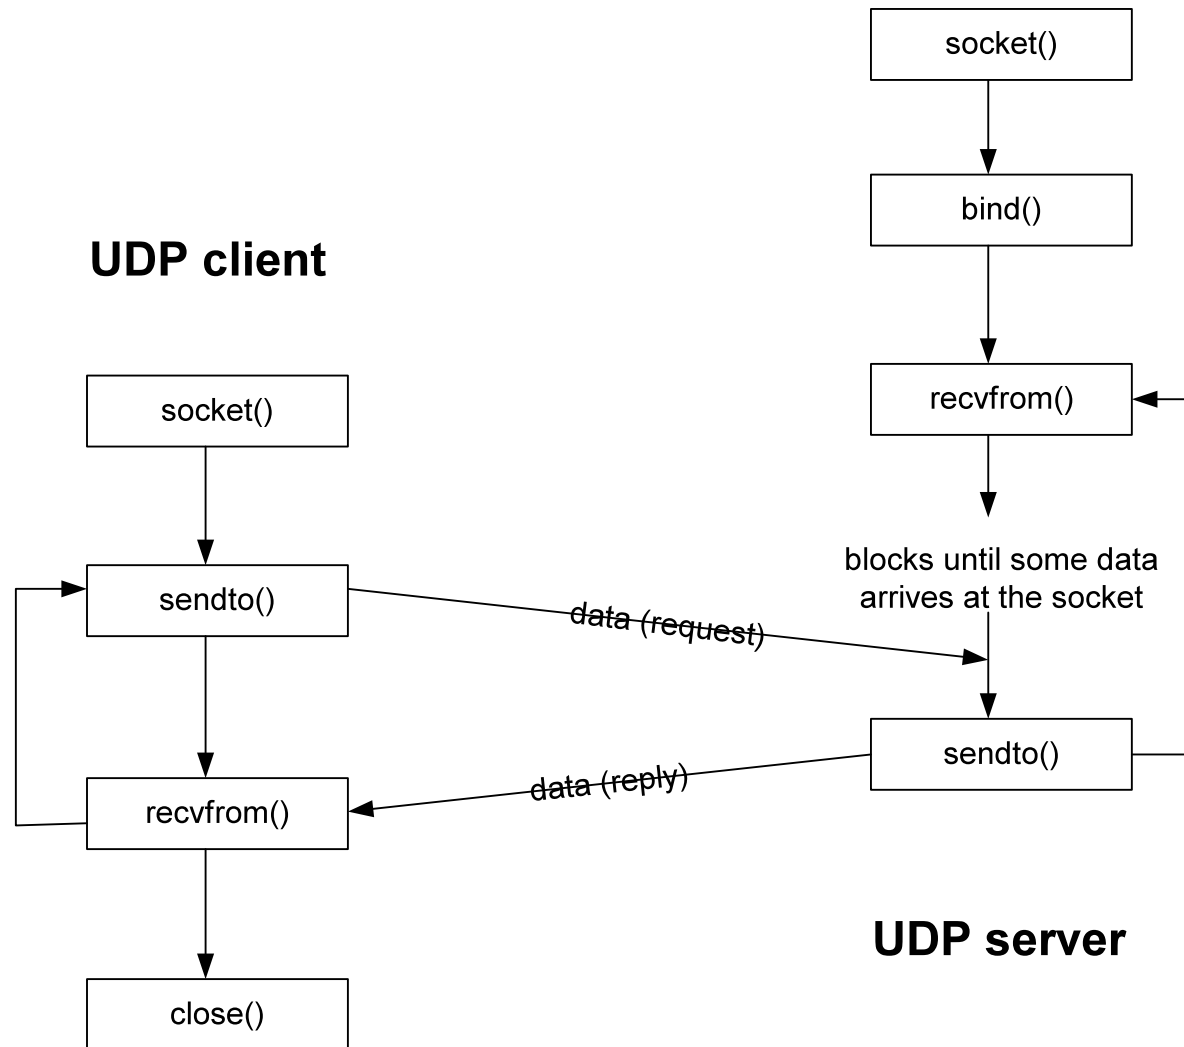 socket()
bind()
UDP client
recvfrom()
socket()
blocks until some data
arrives at the socket
sendto()
data (request)
sendto()
data (reply)
recvfrom()
UDP server
close()